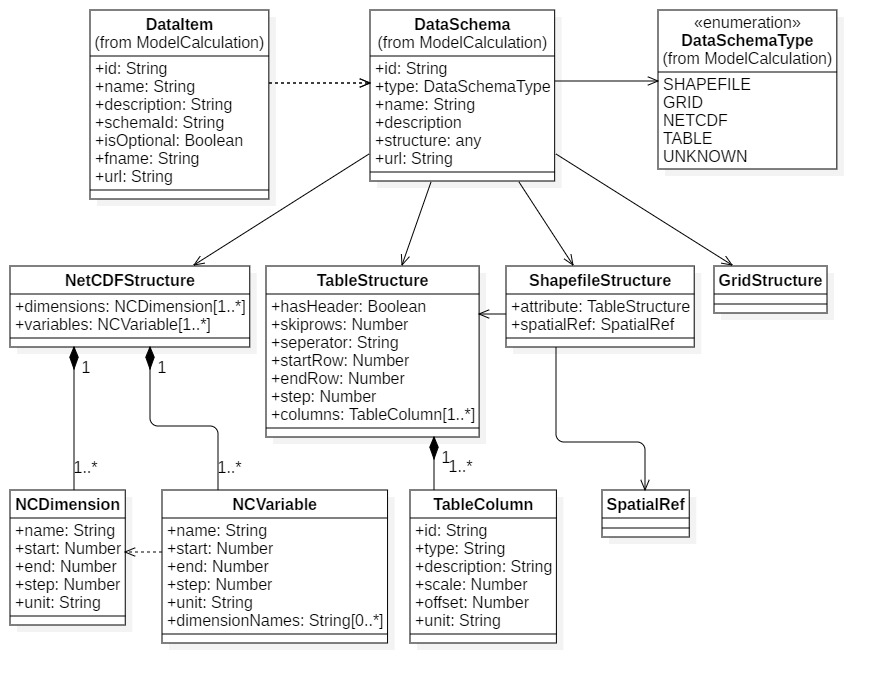 DataItem
(from ModelCalculation)
+id: String
+name: String
+description: String
+schemaId: String
+isOptional: Boolean
+fname: String
+url: String
DataSchema
(from ModelCalculation)
+id: String
+type: DataSchemaType
+name: String
+description
+structure: any
+url: String
«enumeration»
DataSchemaType
(from ModelCalculation)
SHAPEFILE
GRID
NETCDF
TABLE
UNKNOWN
NetCDFStructure
+dimensions: NCDimension[1..*]
+variables: NCVariable[1..*]
TableStructure
+hasHeader: Boolean
+skiprows: Number
+seperator: String
+startRow: Number
+endRow: Number
+step: Number
+columns: TableColumn[1..*]
ShapefileStructure
+attribute: TableStructure
+spatialRef: SpatialRef
GridStructure
1
1
1
1..*
1..*
1..*
NCDimension
+name: String
+start: Number
+end: Number
+step: Number
+unit: String
NCVariable
+name: String
+start: Number
+end: Number
+step: Number
+unit: String
+dimensionNames: String[0..*]
TableColumn
+id: String
+type: String
+description: String
+scale: Number
+offset: Number
+unit: String
SpatialRef